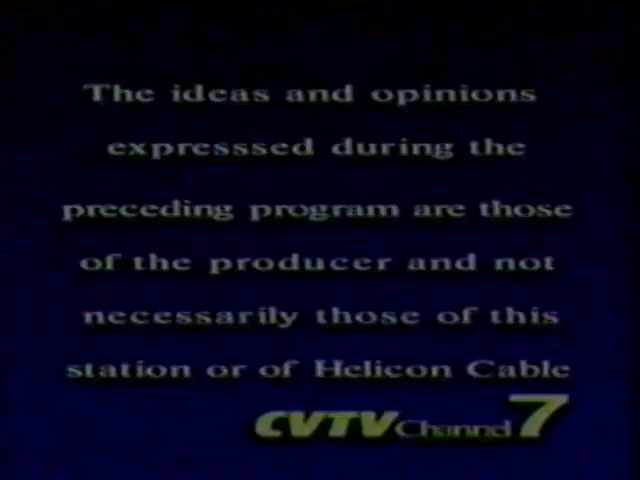 The ideas and opinions
expresssed during the
preceding program are those
of the producer and not
necessarily those of this
station or of Helicon Cable
CVTV Channel 7